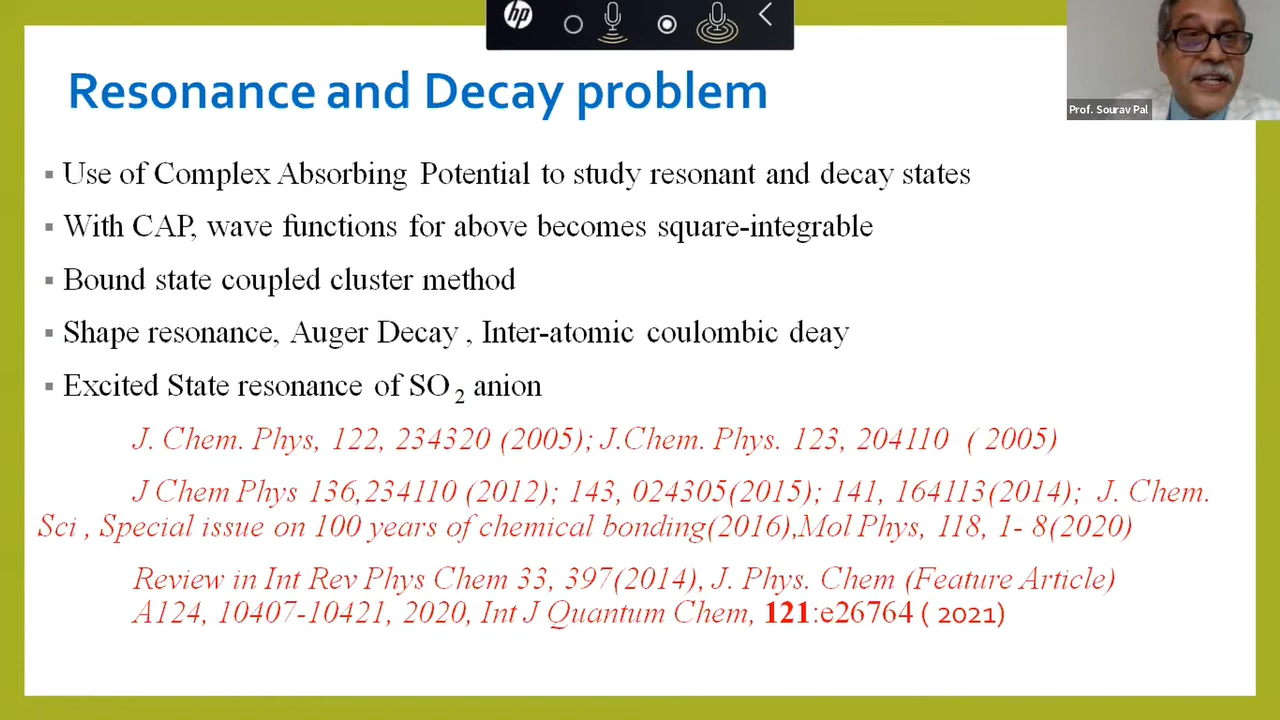 hp
Resonance and Decay problem
Prof. Sourav Pal
▪ Use of Complex Absorbing Potential to study resonant and decay states
▪ With CAP, wave functions for above becomes square-integrable
▪ Bound state coupled cluster method
▪ Shape resonance, Auger Decay , Inter-atomic coulombic deay
▪ Excited State resonance of SO2 anion
J. Chem. Phys, 122, 234320 (2005); J.Chem. Phys. 123, 204110 ( 2005)
J Chem Phys 136,234110 (2012); 143, 024305(2015); 141, 164113(2014); J. Chem.
Sci , Special issue on 100 years of chemical bonding(2016),Mol Phys, 118, 1- 8(2020)
Review in Int Rev Phys Chem 33, 397(2014), J. Phys. Chem (Feature Article)
A124, 10407-10421, 2020, Int J Quantum Chem, 121:e26764 ( 2021)